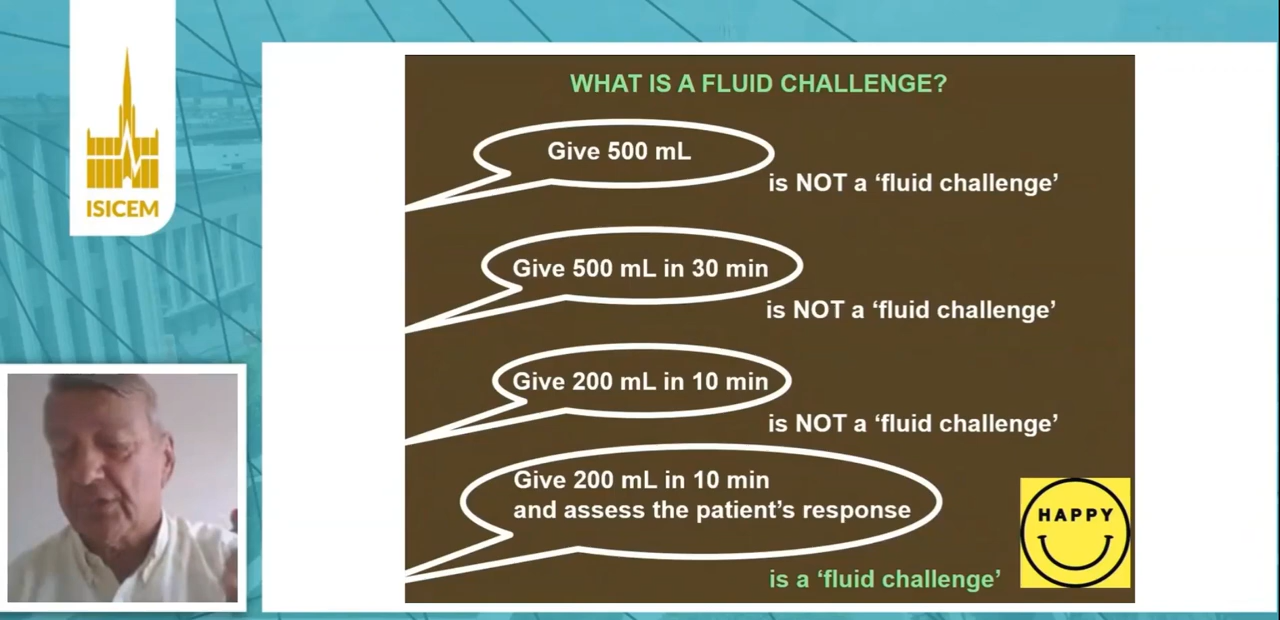 ISICEM
WHAT IS A FLUID CHALLENGE?
Give 500 mL
is NOT a ‘fluid challenge’
Give 500 mL in 30 min
is NOT a ‘fluid challenge’
Give 200 mL in 10 min
is NOT a ‘fluid challenge’
Give 200 mL in 10 min
and assess the patient’s response
HAPPY
is a ‘fluid challenge’